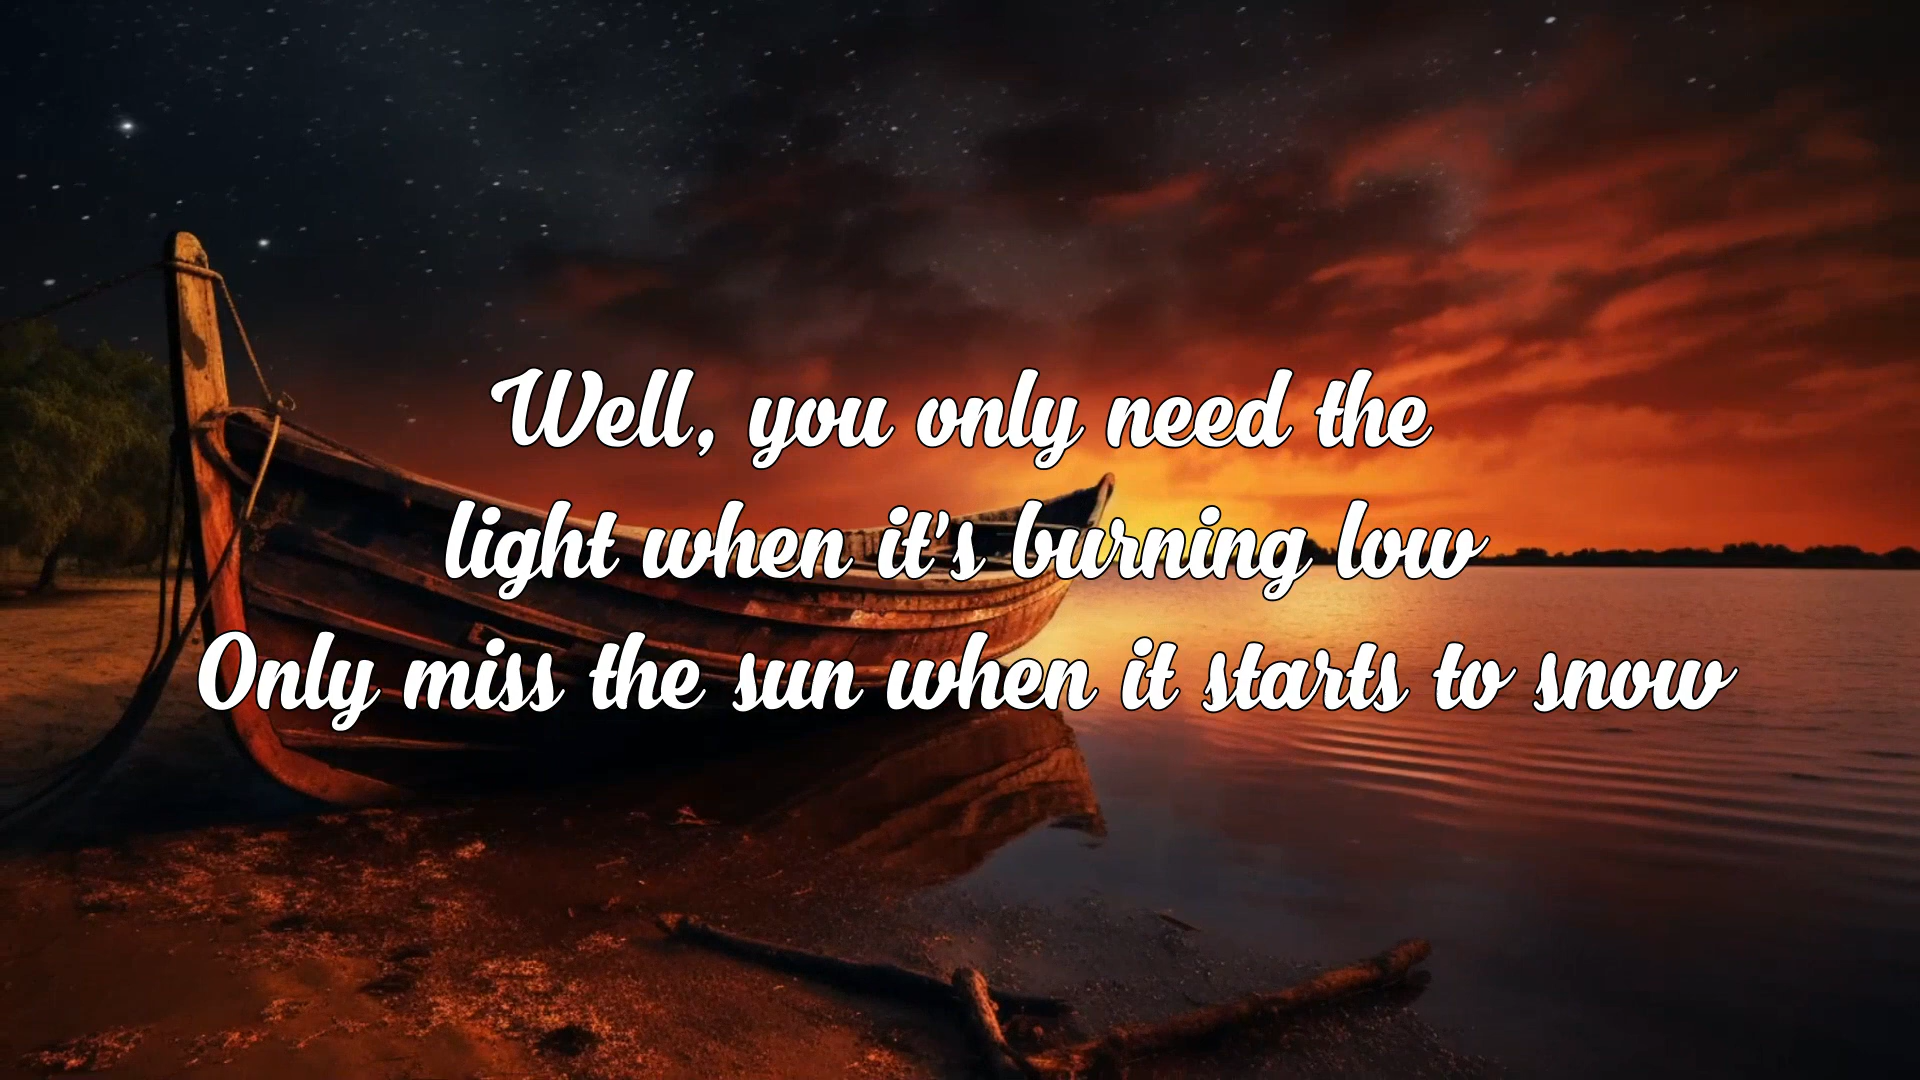 Well, you only need the
light when it's burning low
Only miss the sun when it starts to snow